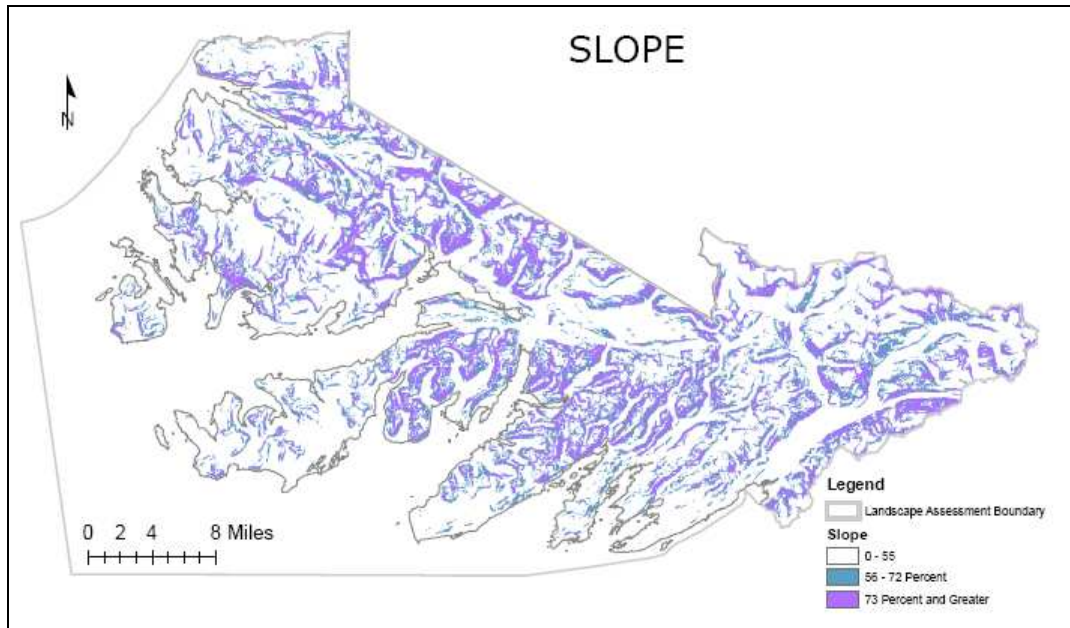 SLOPE
N
0 2 4 8 Miles
Legend
Landscape Assessment Boundary
Slope
0 - 55
56 - 72 Percent
73 Percent and Greater